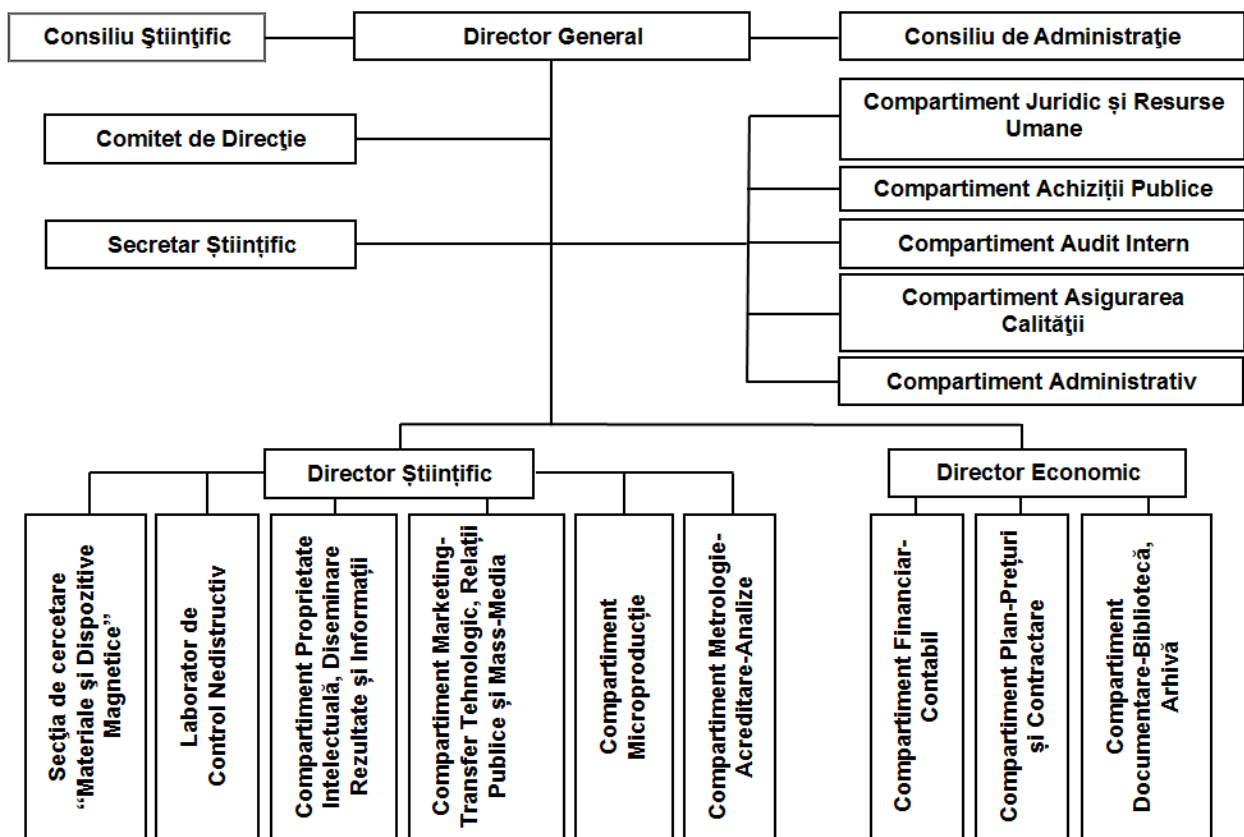 Consiliu Ştiinţific
Director General
Consiliu de Administraţie
Compartiment Juridic și Resurse
Umane
Comitet de Direcţie
Compartiment Achiziții Publice
Secretar Științific
Compartiment Audit Intern
Compartiment Asigurarea
Calităţii
Compartiment Administrativ
Director Științific
Director Economic
Secţia de cercetare
“Materiale şi Dispozitive
Magnetice”
Laborator de
Control Nedistructiv
Compartiment Proprietate
Intelectuală, Diseminare
Rezultate și Informații
Compartiment Marketing-
Transfer Tehnologic, Relații
Publice și Mass-Media
Compartiment
Microproducție
Compartiment Metrologie-
Acreditare-Analize
Compartiment Financiar-
Contabil
Compartiment Plan-Prețuri
și Contractare
Compartiment
Documentare-Bibliotecă,
Arhivă